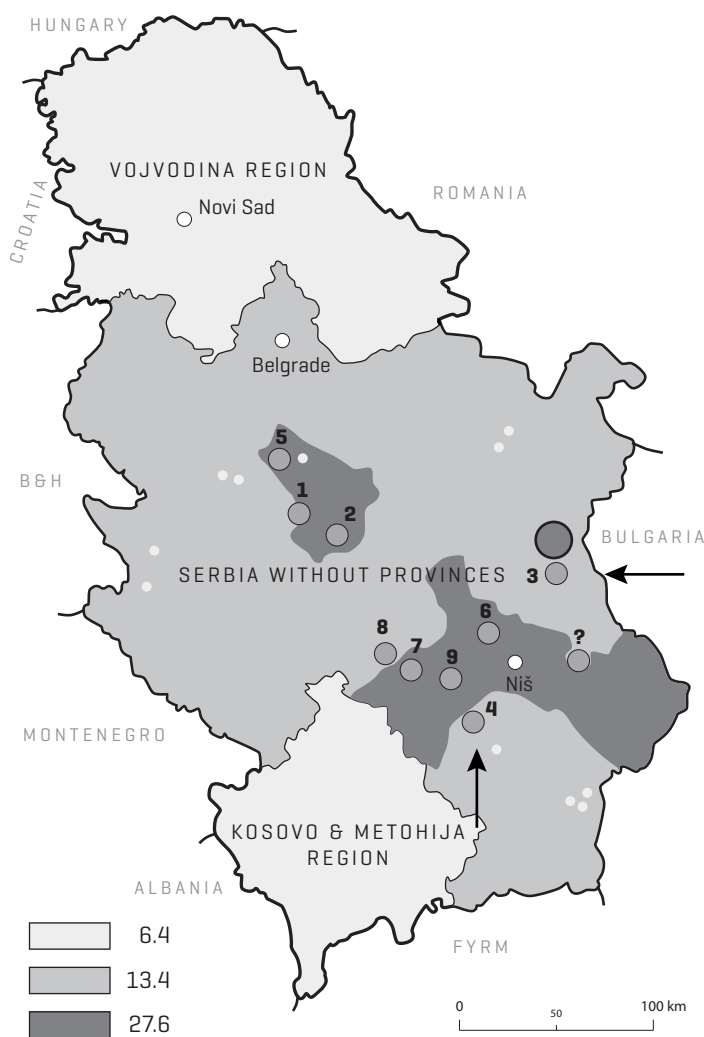 HUNGARY
VOJVODINA REGION
Novi Sad
ROMANIA
CROATIA
Belgrade
5
B&H
1
2
BULGARIA
SERBIA WITHOUT PROVINCES
3
6
8
?
7
9
Niš
4
MONTENEGRO
KOSOVO & METOHIJA
REGION
ALBANIA
6.4
FYRM
13.4
0
50
100 km
27.6